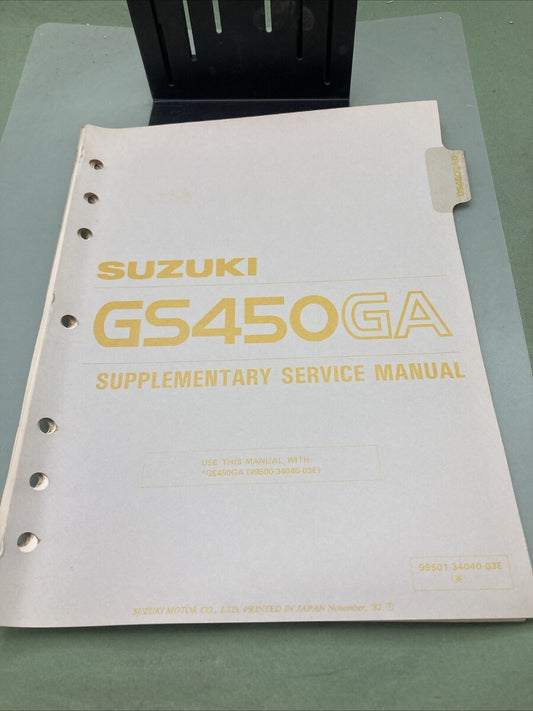 SUZUKI
GS450GA
SUPPLEMENTARY SERVICE MANUAL
USE THIS MANUAL WITH:
*GS450GA (99500-34040-03E)
99501-34040-03E
SUZUKI MOTOR CO., LTD. PRINTED IN JAPAN November, '82